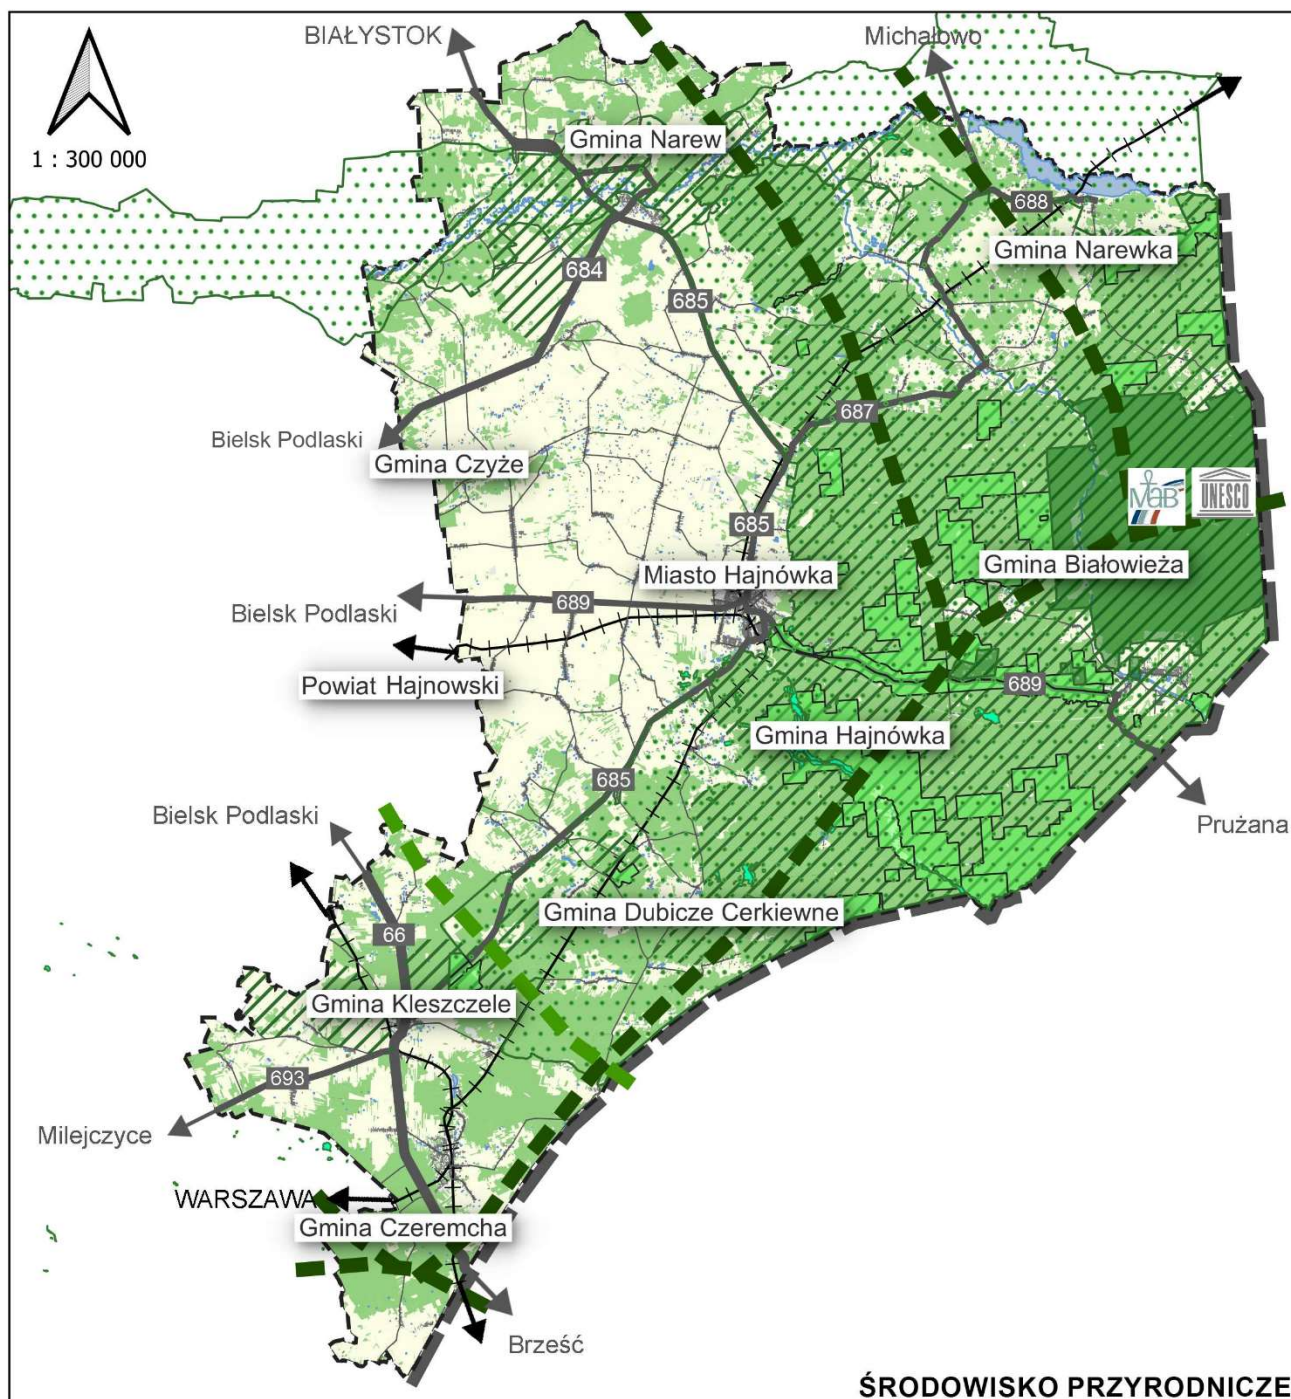 BIAŁYSTOK
Michałowo
1 : 300 000
Gmina Narew
688
Gmina Narewka
684
685
687
Bielsk Podlaski
Gmina Czyże
MaB
UNESCO
685
Gmina Białowieża
Miasto Hajnówka
Bielsk Podlaski
689
Powiat Hajnowski
689
Gmina Hajnówka
685
Bielsk Podlaski
Prużana
Gmina Dubicze Cerkiewne
66
Gmina Kleszczele
693
Milejczyce
WARSZAWA
Gmina Czeremcha
Brześć
ŚRODOWISKO PRZYRODNICZE